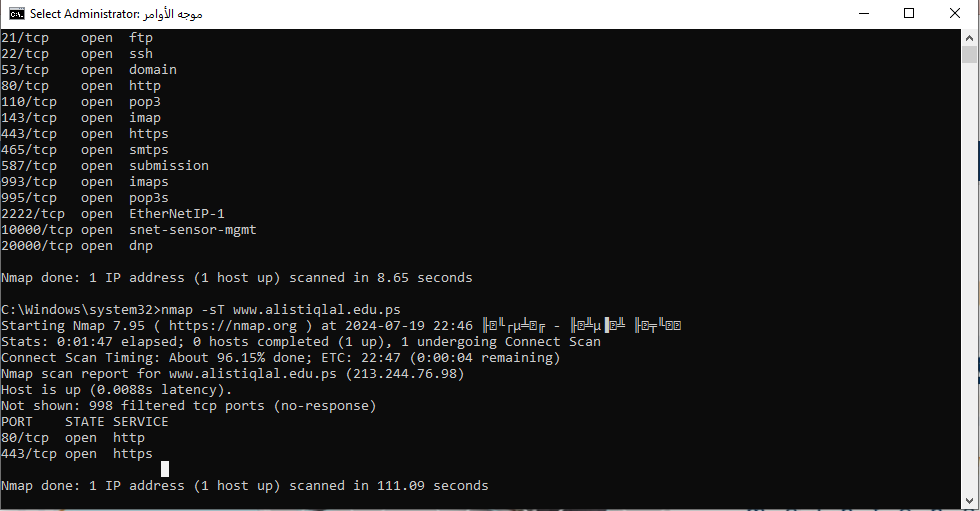 Select Administrator: موجه الأوامر
21/tcp    open  ftp
22/tcp    open  ssh
53/tcp    open  domain
80/tcp    open  http
110/tcp   open  pop3
143/tcp   open  imap
443/tcp   open  https
465/tcp   open  smtps
587/tcp   open  submission
993/tcp   open  imaps
995/tcp   open  pop3s
2222/tcp  open  EtherNetIP-1
10000/tcp open  snet-sensor-mgmt
20000/tcp open  dnp
Nmap done: 1 IP address (1 host up) scanned in 8.65 seconds
C:\Windows\system32>nmap -sT www.alistiqlal.edu.ps
Starting Nmap 7.95 ( https://nmap.org ) at 2024-07-19 22:46
Stats: 0:01:47 elapsed; 0 hosts completed (1 up), 1 undergoing Connect Scan
Connect Scan Timing: About 96.15% done; ETC: 22:47 (0:00:04 remaining)
Nmap scan report for www.alistiqlal.edu.ps (213.244.76.98)
Host is up (0.0088s latency).
Not shown: 998 filtered tcp ports (no-response)
PORT    STATE SERVICE
80/tcp  open  http
443/tcp open  https
Nmap done: 1 IP address (1 host up) scanned in 111.09 seconds